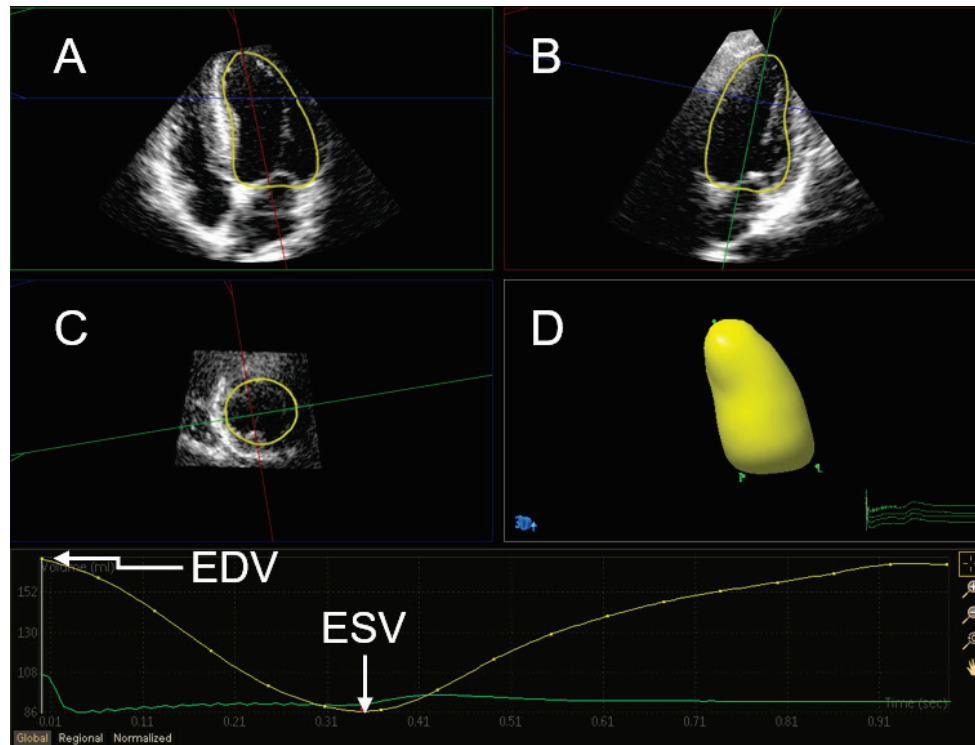 A
B
C
D
3D
P
L
EDV
Volume (ml)
152
ESV
130
108
86
Time (sec)
0.01 0.11 0.21 0.31 0.41 0.51 0.61 0.71 0.81 0.91
Global Regional Normalized